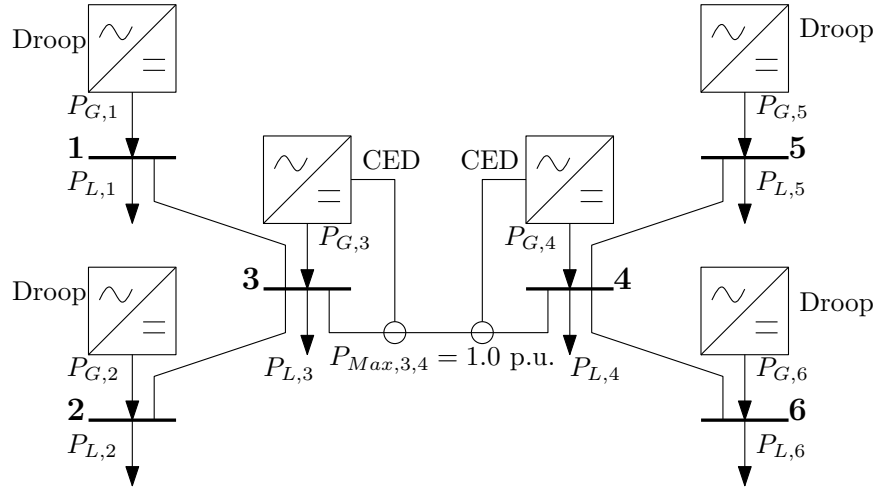 Droop
Droop
P_{G,1}
P_{G,5}
1
CED
CED
5
P_{L,1}
P_{L,5}
P_{G,3}
P_{G,4}
3
4
Droop
Droop
P_{G,2}
P_{L,3}
P_{Max,3,4} = 1.0 p.u.
P_{L,4}
P_{G,6}
2
6
P_{L,2}
P_{L,6}